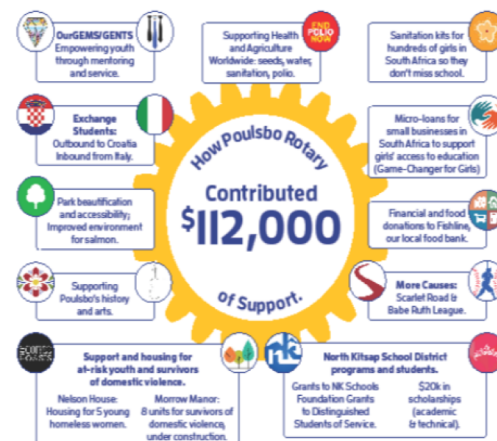 OurGEMS/GENTS
Empowering youth
through mentoring
and service.
Supporting Health
and Agriculture
Worldwide: seeds, water,
sanitation, polio.
END
POLIO
NOW
Sanitation kits for
hundreds of girls in
South Africa so they
don't miss school.
Exchange
Students:
Outbound to Croatia
Inbound from Italy.
Micro-loans for
small businesses in
South Africa to support
girls' access to education
(Game-Changer for Girls)
How Poulsbo Rotary
Contributed
$112,000
of Support.
Park beautification
and accessibility;
Improved environment
for salmon.
Financial and food
donations to Fishline,
our local food bank.
Supporting
Poulsbo's history
and arts.
More Causes:
Scarlet Road &
Babe Ruth League.
Support and housing for
at-risk youth and survivors
of domestic violence.
Nelson House:
Housing for 5 young
homeless women.
Morrow Manor:
8 units for survivors of
domestic violence,
under construction.
nk
North Kitsap School District
programs and students.
Grants to NK Schools
Foundation Grants
to Distinguished
Students of Service.
$20k in
scholarships
(academic
& technical).